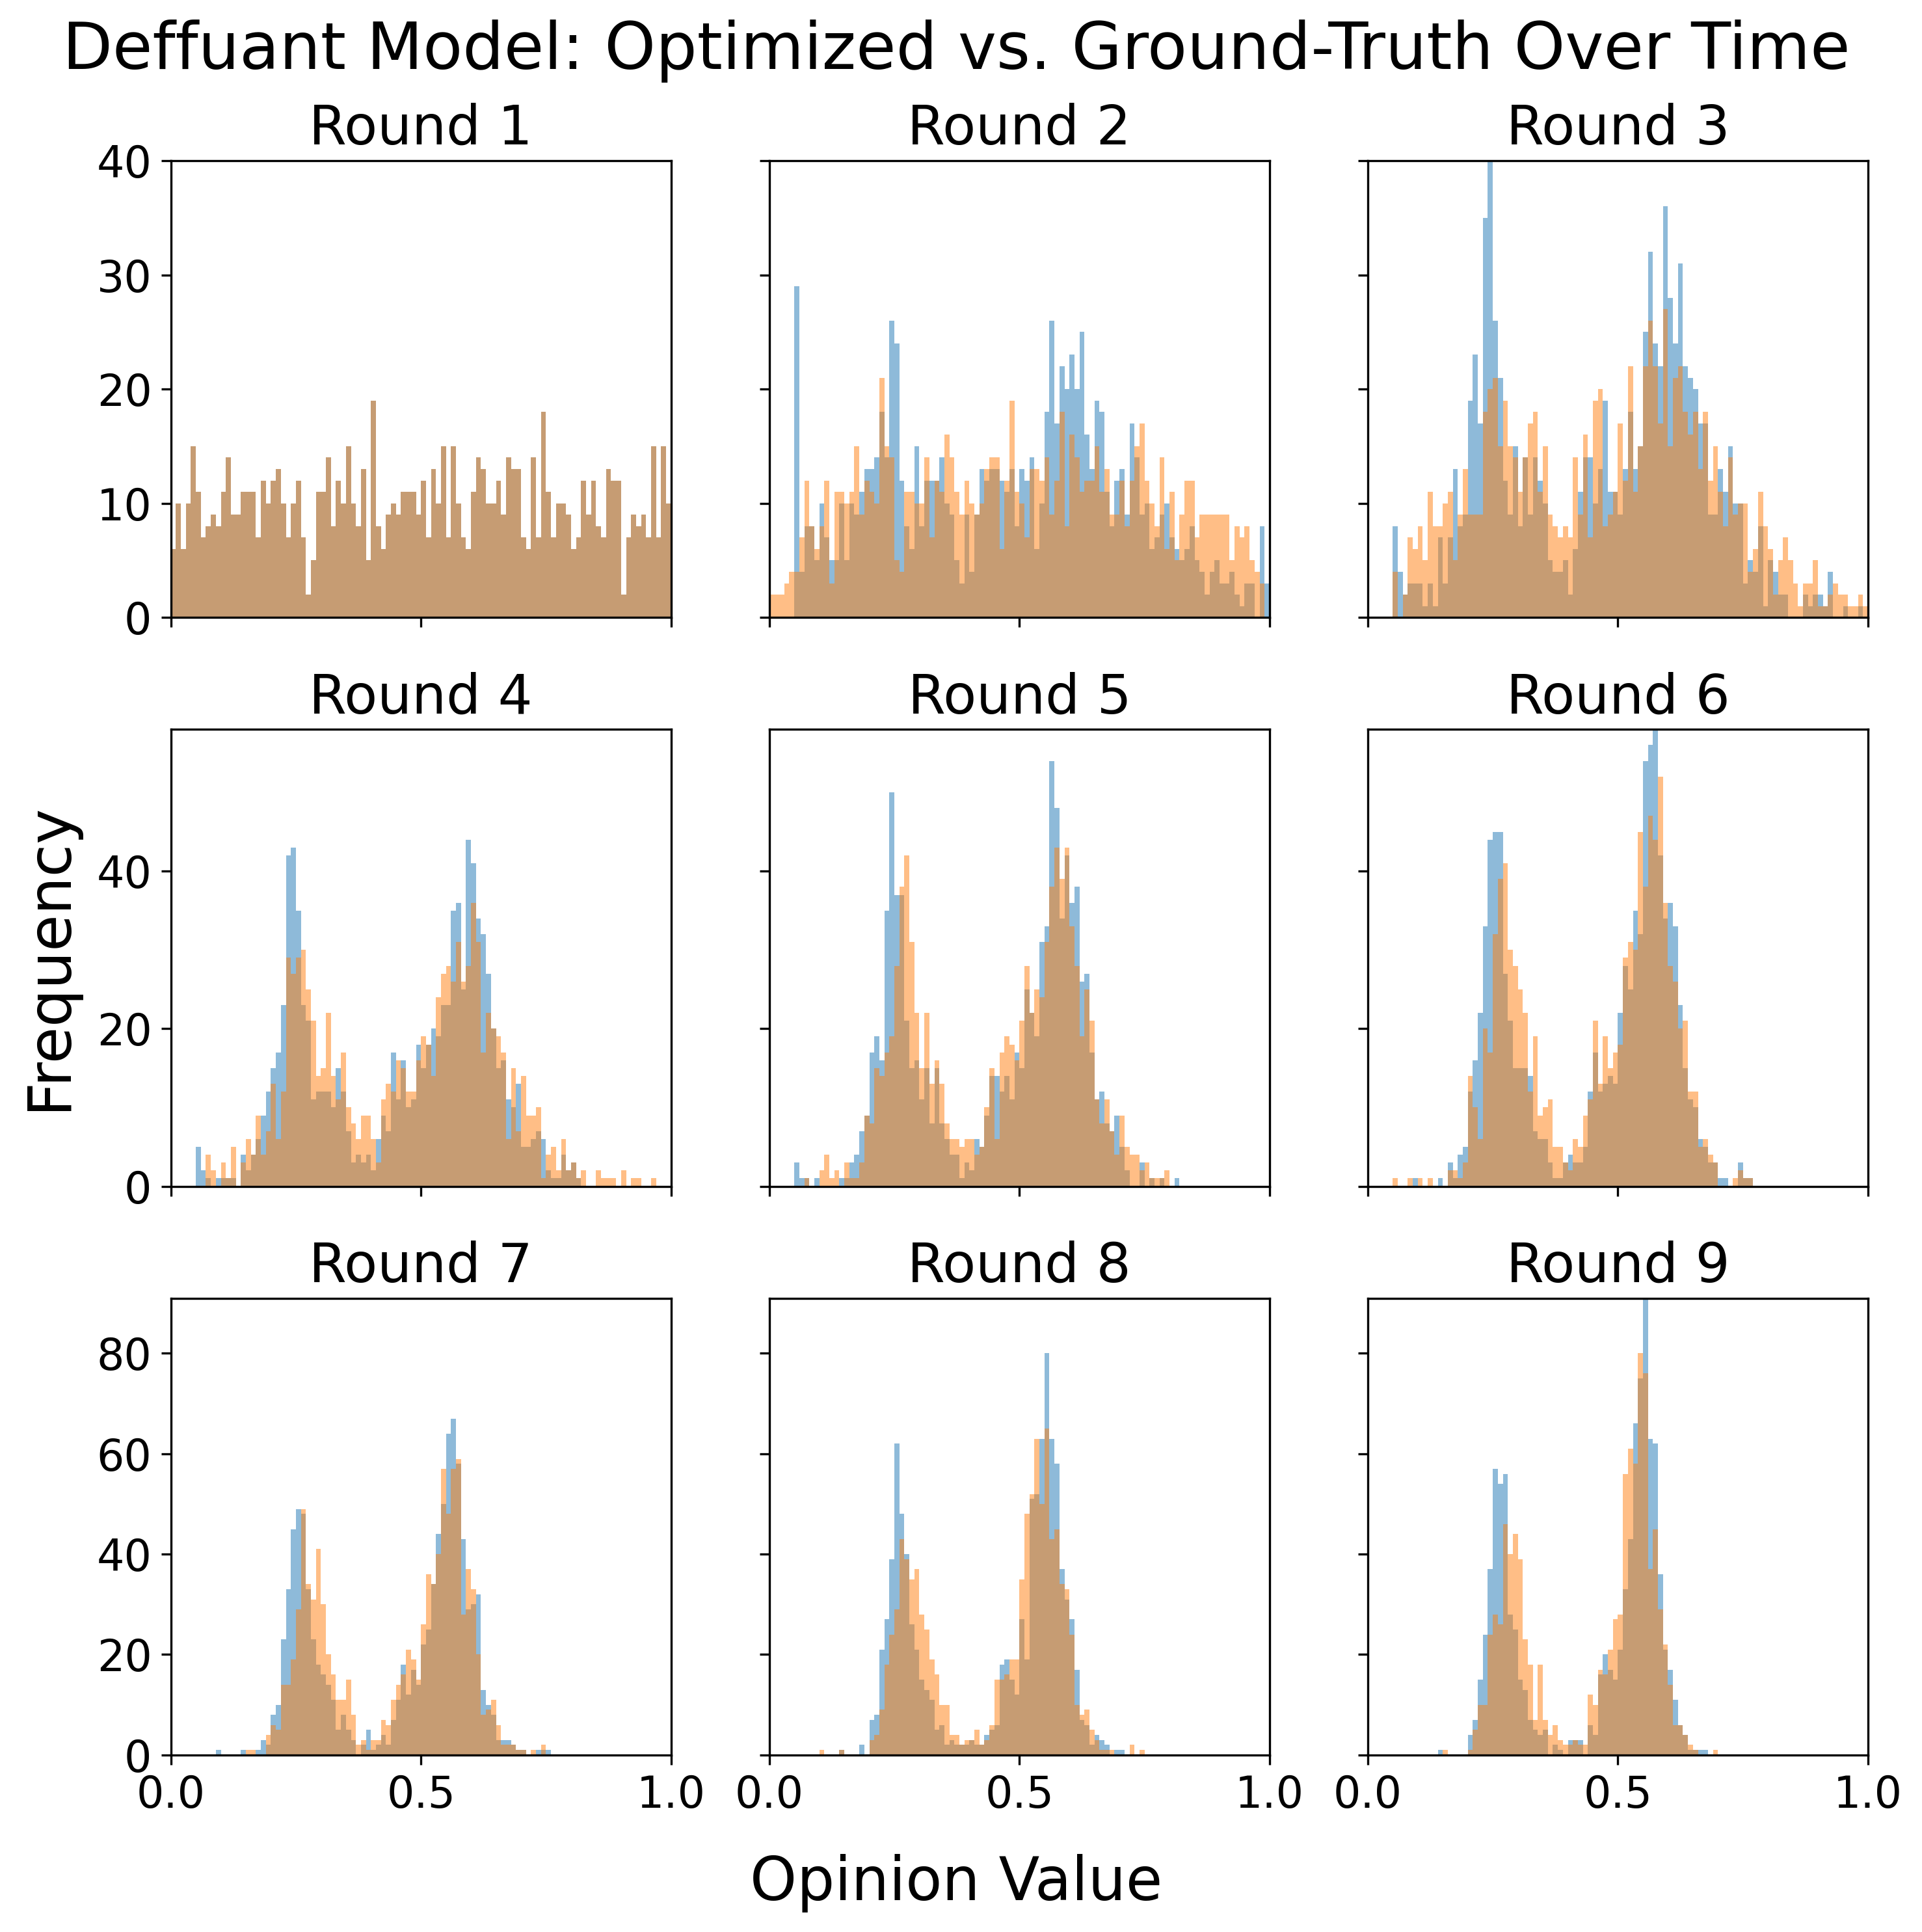 Deffuant Model: Optimized vs. Ground-Truth Over Time
Round 1
Round 2
Round 3
40
30
20
10
0
Round 4
Round 5
Round 6
40
20
0
Frequency
Round 7
Round 8
Round 9
80
60
40
20
0
0.0 0.5 1.0 0.0 0.5 1.0 0.0 0.5 1.0
Opinion Value